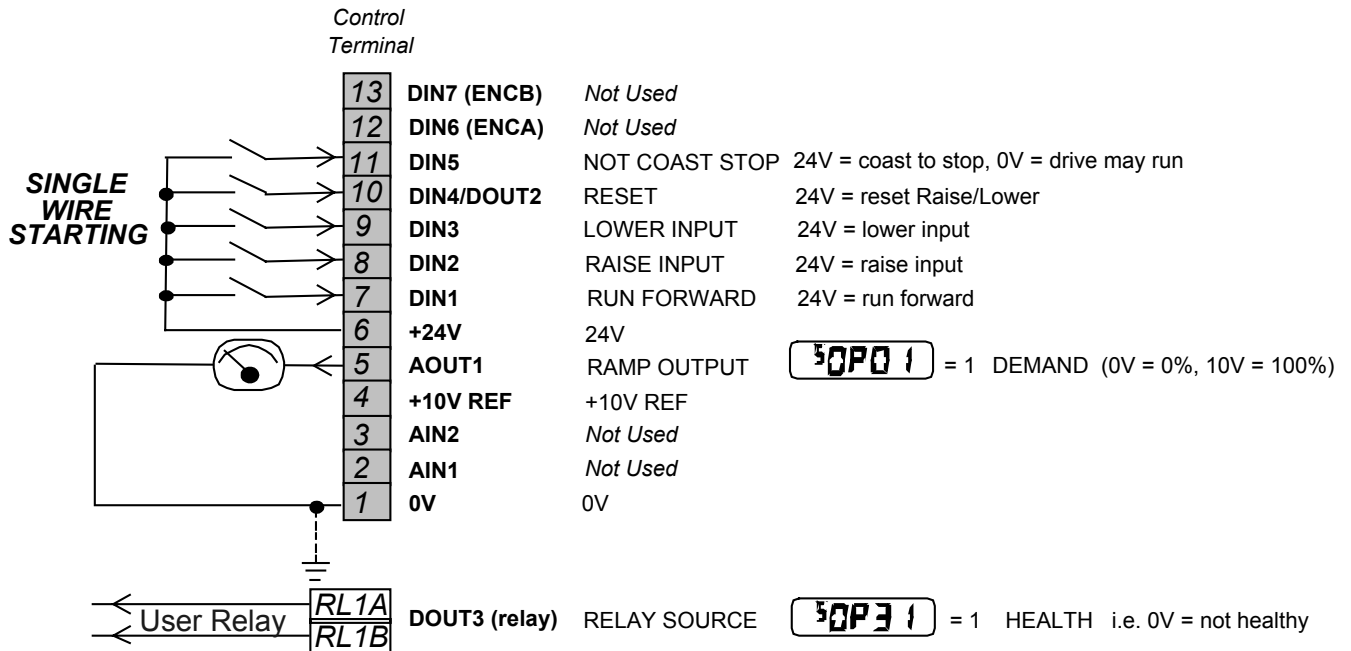 Control
Terminal
13 DIN7 (ENCB) Not Used
12 DIN6 (ENCA) Not Used
11 DIN5 NOT COAST STOP 24V = coast to stop, 0V = drive may run
SINGLE
WIRE
STARTING
10 DIN4/DOUT2 RESET 24V = reset Raise/Lower
9 DIN3 LOWER INPUT 24V = lower input
8 DIN2 RAISE INPUT 24V = raise input
7 DIN1 RUN FORWARD 24V = run forward
6 +24V 24V
5 AOUT1 RAMP OUTPUT SOP01 = 1 DEMAND (0V = 0%, 10V = 100%)
4 +10V REF +10V REF
3 AIN2 Not Used
2 AIN1 Not Used
1 0V 0V
User Relay RL1A DOUT3 (relay) RELAY SOURCE SOP31 = 1 HEALTH i.e. 0V = not healthy
RL1B